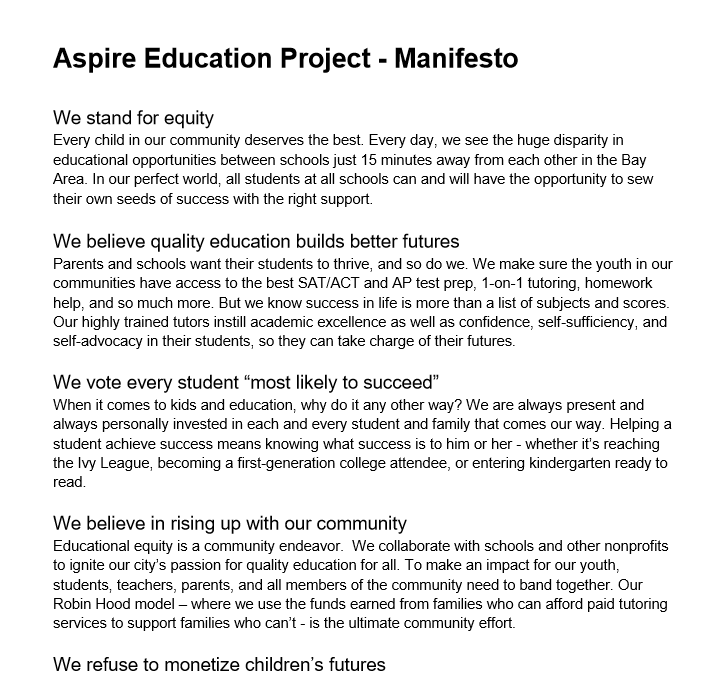 Aspire Education Project - Manifesto
We stand for equity
Every child in our community deserves the best. Every day, we see the huge disparity in
educational opportunities between schools just 15 minutes away from each other in the Bay
Area. In our perfect world, all students at all schools can and will have the opportunity to sew
their own seeds of success with the right support.
We believe quality education builds better futures
Parents and schools want their students to thrive, and so do we. We make sure the youth in our
communities have access to the best SAT/ACT and AP test prep, 1-on-1 tutoring, homework
help, and so much more. But we know success in life is more than a list of subjects and scores.
Our highly trained tutors instill academic excellence as well as confidence, self-sufficiency, and
self-advocacy in their students, so they can take charge of their futures.
We vote every student “most likely to succeed”
When it comes to kids and education, why do it any other way? We are always present and
always personally invested in each and every student and family that comes our way. Helping a
student achieve success means knowing what success is to him or her - whether it’s reaching
the Ivy League, becoming a first-generation college attendee, or entering kindergarten ready to
read.
We believe in rising up with our community
Educational equity is a community endeavor.  We collaborate with schools and other nonprofits
to ignite our city’s passion for quality education for all. To make an impact for our youth,
students, teachers, parents, and all members of the community need to band together. Our
Robin Hood model – where we use the funds earned from families who can afford paid tutoring
services to support families who can’t - is the ultimate community effort.
We refuse to monetize children’s futures